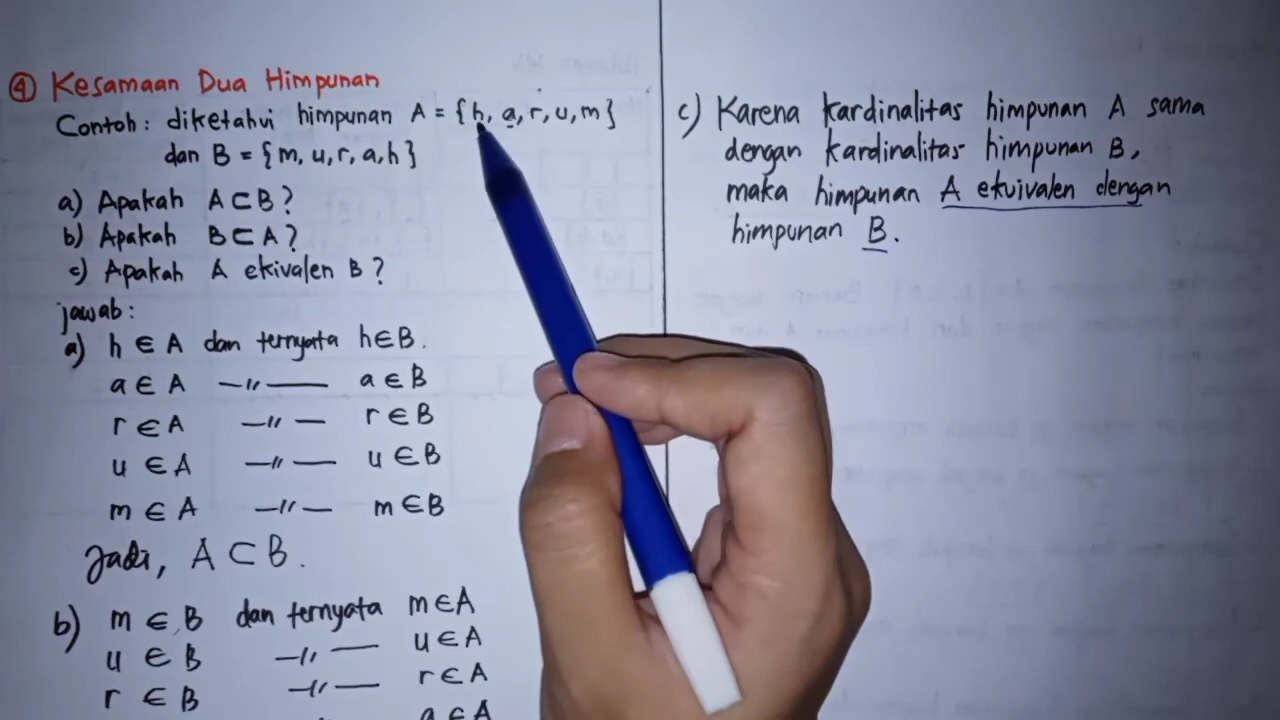 ④ Kesamaan Dua Himpunan
Contoh: diketahui himpunan A = {h, a, r, u, m}
dan B = {m, u, r, a, h}
a) Apakah A ⊂ B?
b) Apakah B ⊂ A?
c) Apakah A ekivalen B?
jawab:
a) h ∈ A dan ternyata h ∈ B.
a ∈ A —〃— a ∈ B
r ∈ A —〃— r ∈ B
u ∈ A —〃— u ∈ B
m ∈ A —〃— m ∈ B
Jadi, A ⊂ B.
b) m ∈ B dan ternyata m ∈ A
u ∈ B —〃— u ∈ A
r ∈ B —〃— r ∈ A
a ∈ A
c) Karena kardinalitas himpunan A sama
dengan kardinalitas himpunan B,
maka himpunan A ekuivalen dengan
himpunan B.